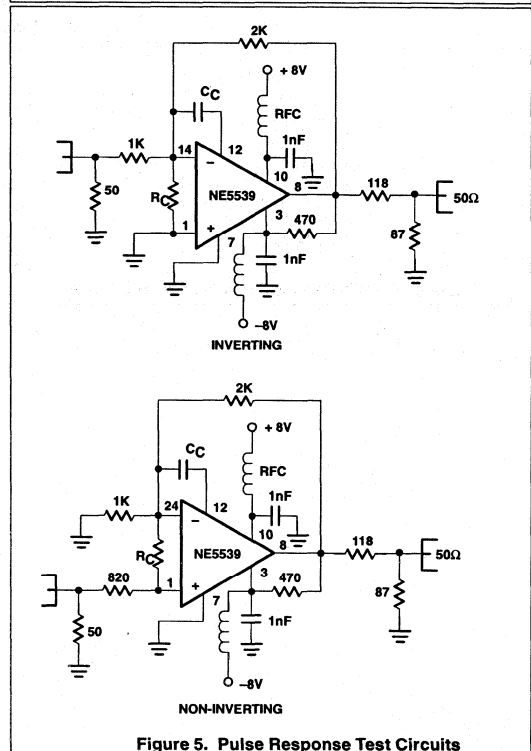 2K
+ 8V
CC
RFC
1nF
1K
14
12
−
10
8
118
RC
NE5539
50Ω
50
3
470
+
1
7
87
1nF
−8V
INVERTING
2K
+ 8V
CC
RFC
1nF
1K
24
12
−
10
8
118
RC
NE5539
50Ω
3
470
820
1
+
7
87
50
1nF
−8V
NON-INVERTING
Figure 5. Pulse Response Test Circuits